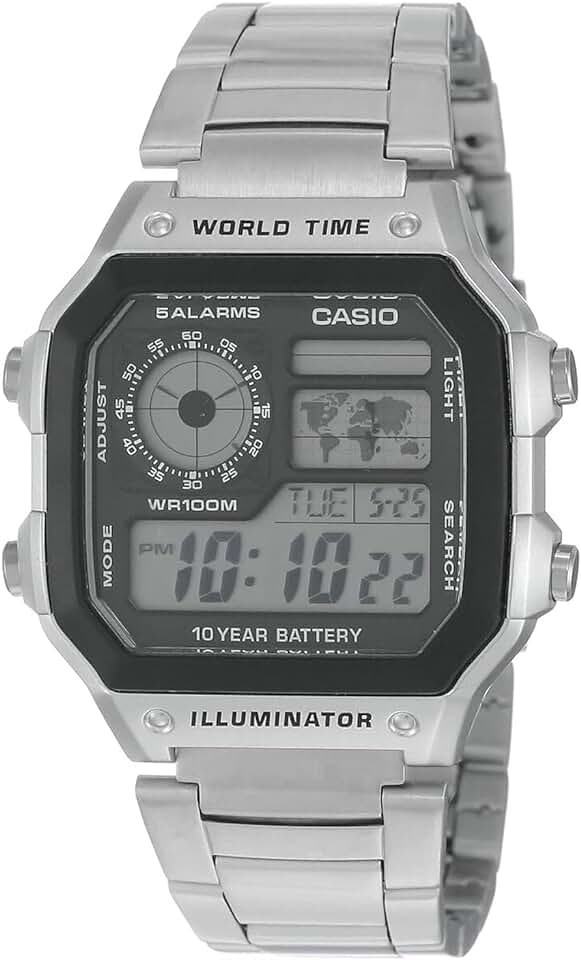 WORLD TIME
5 ALARMS
CASIO
60 05 10 15 20 25 30 35 40 45 50 55
ADJUST
LIGHT
WR100M
TUE 5-25
MODE
SEARCH
PM 10:10 22
10 YEAR BATTERY
ILLUMINATOR